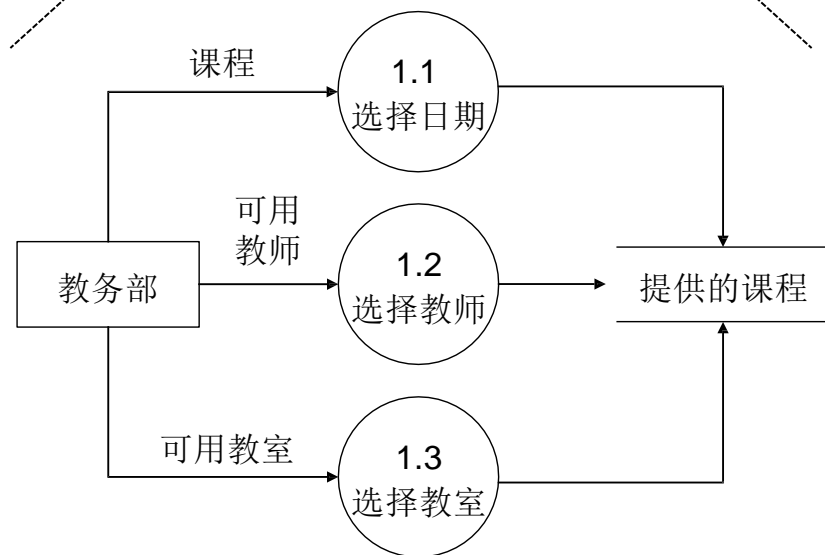 课程
1.1
选择日期
可用
教师
教务部
1.2
选择教师
提供的课程
可用教室
1.3
选择教室